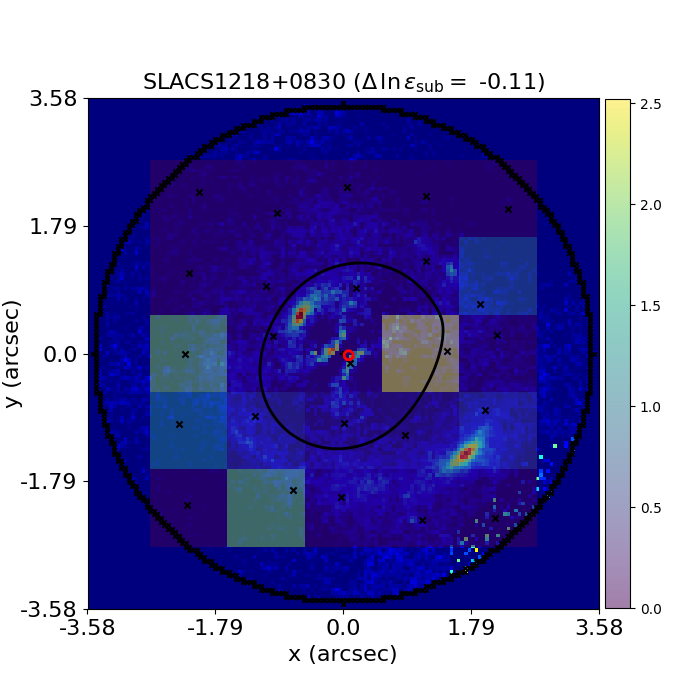 SLACS1218+0830 (Δ ln ε_sub = -0.11)
3.58
1.79
0.0
-1.79
-3.58
y (arcsec)
-3.58 -1.79 0.0 1.79 3.58
x (arcsec)
2.5
2.0
1.5
1.0
0.5
0.0